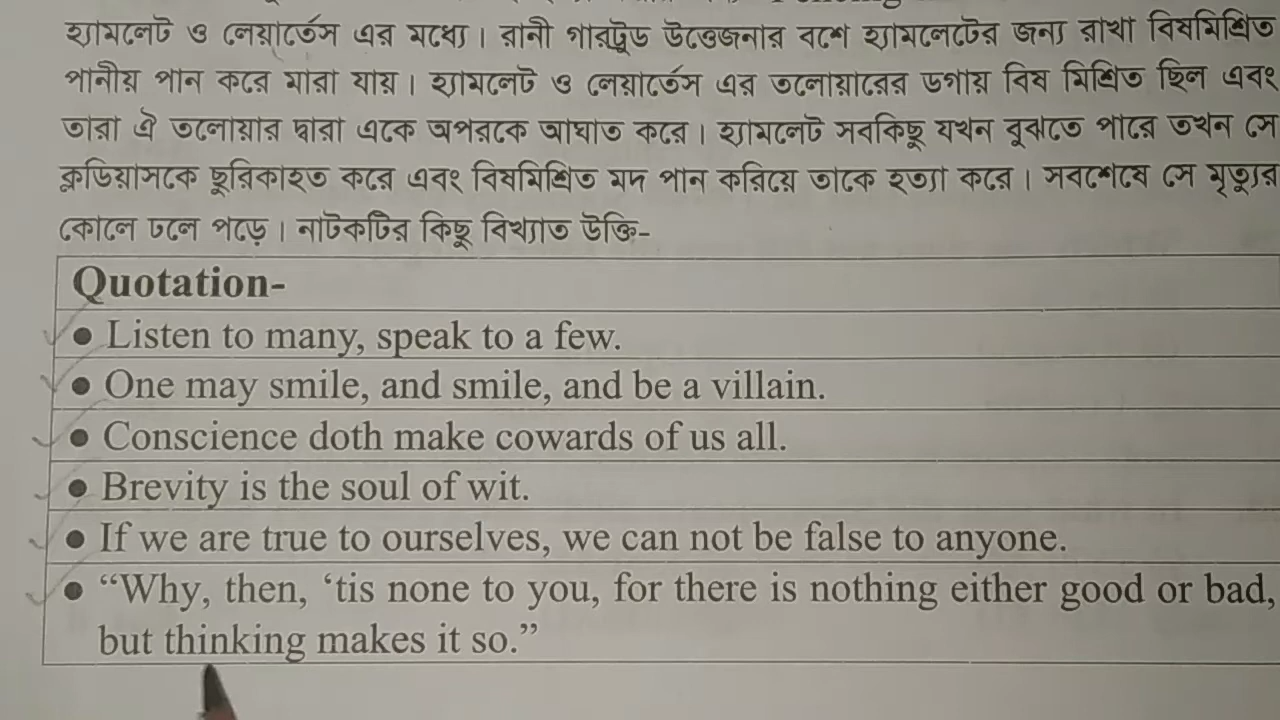 হ্যামলেট ও লেয়ার্তেস এর মধ্যে। রানী গারট্রুড উত্তেজনার বশে হ্যামলেটের জন্য রাখা বিষমিশ্রিত
পানীয় পান করে মারা যায়। হ্যামলেট ও লেয়ার্তেস এর তলোয়ারের ডগায় বিষ মিশ্রিত ছিল এবং
তারা ঐ তলোয়ার দ্বারা একে অপরকে আঘাত করে। হ্যামলেট সবকিছু যখন বুঝতে পারে তখন সে
ক্লডিয়াসকে ছুরিকাহত করে এবং বিষমিশ্রিত মদ পান করিয়ে তাকে হত্যা করে। সবশেষে সে মৃত্যুর
কোলে ঢলে পড়ে। নাটকটির কিছু বিখ্যাত উক্তি-
Quotation-
● Listen to many, speak to a few.
● One may smile, and smile, and be a villain.
● Conscience doth make cowards of us all.
● Brevity is the soul of wit.
● If we are true to ourselves, we can not be false to anyone.
● “Why, then, ‘tis none to you, for there is nothing either good or bad,
but thinking makes it so.”